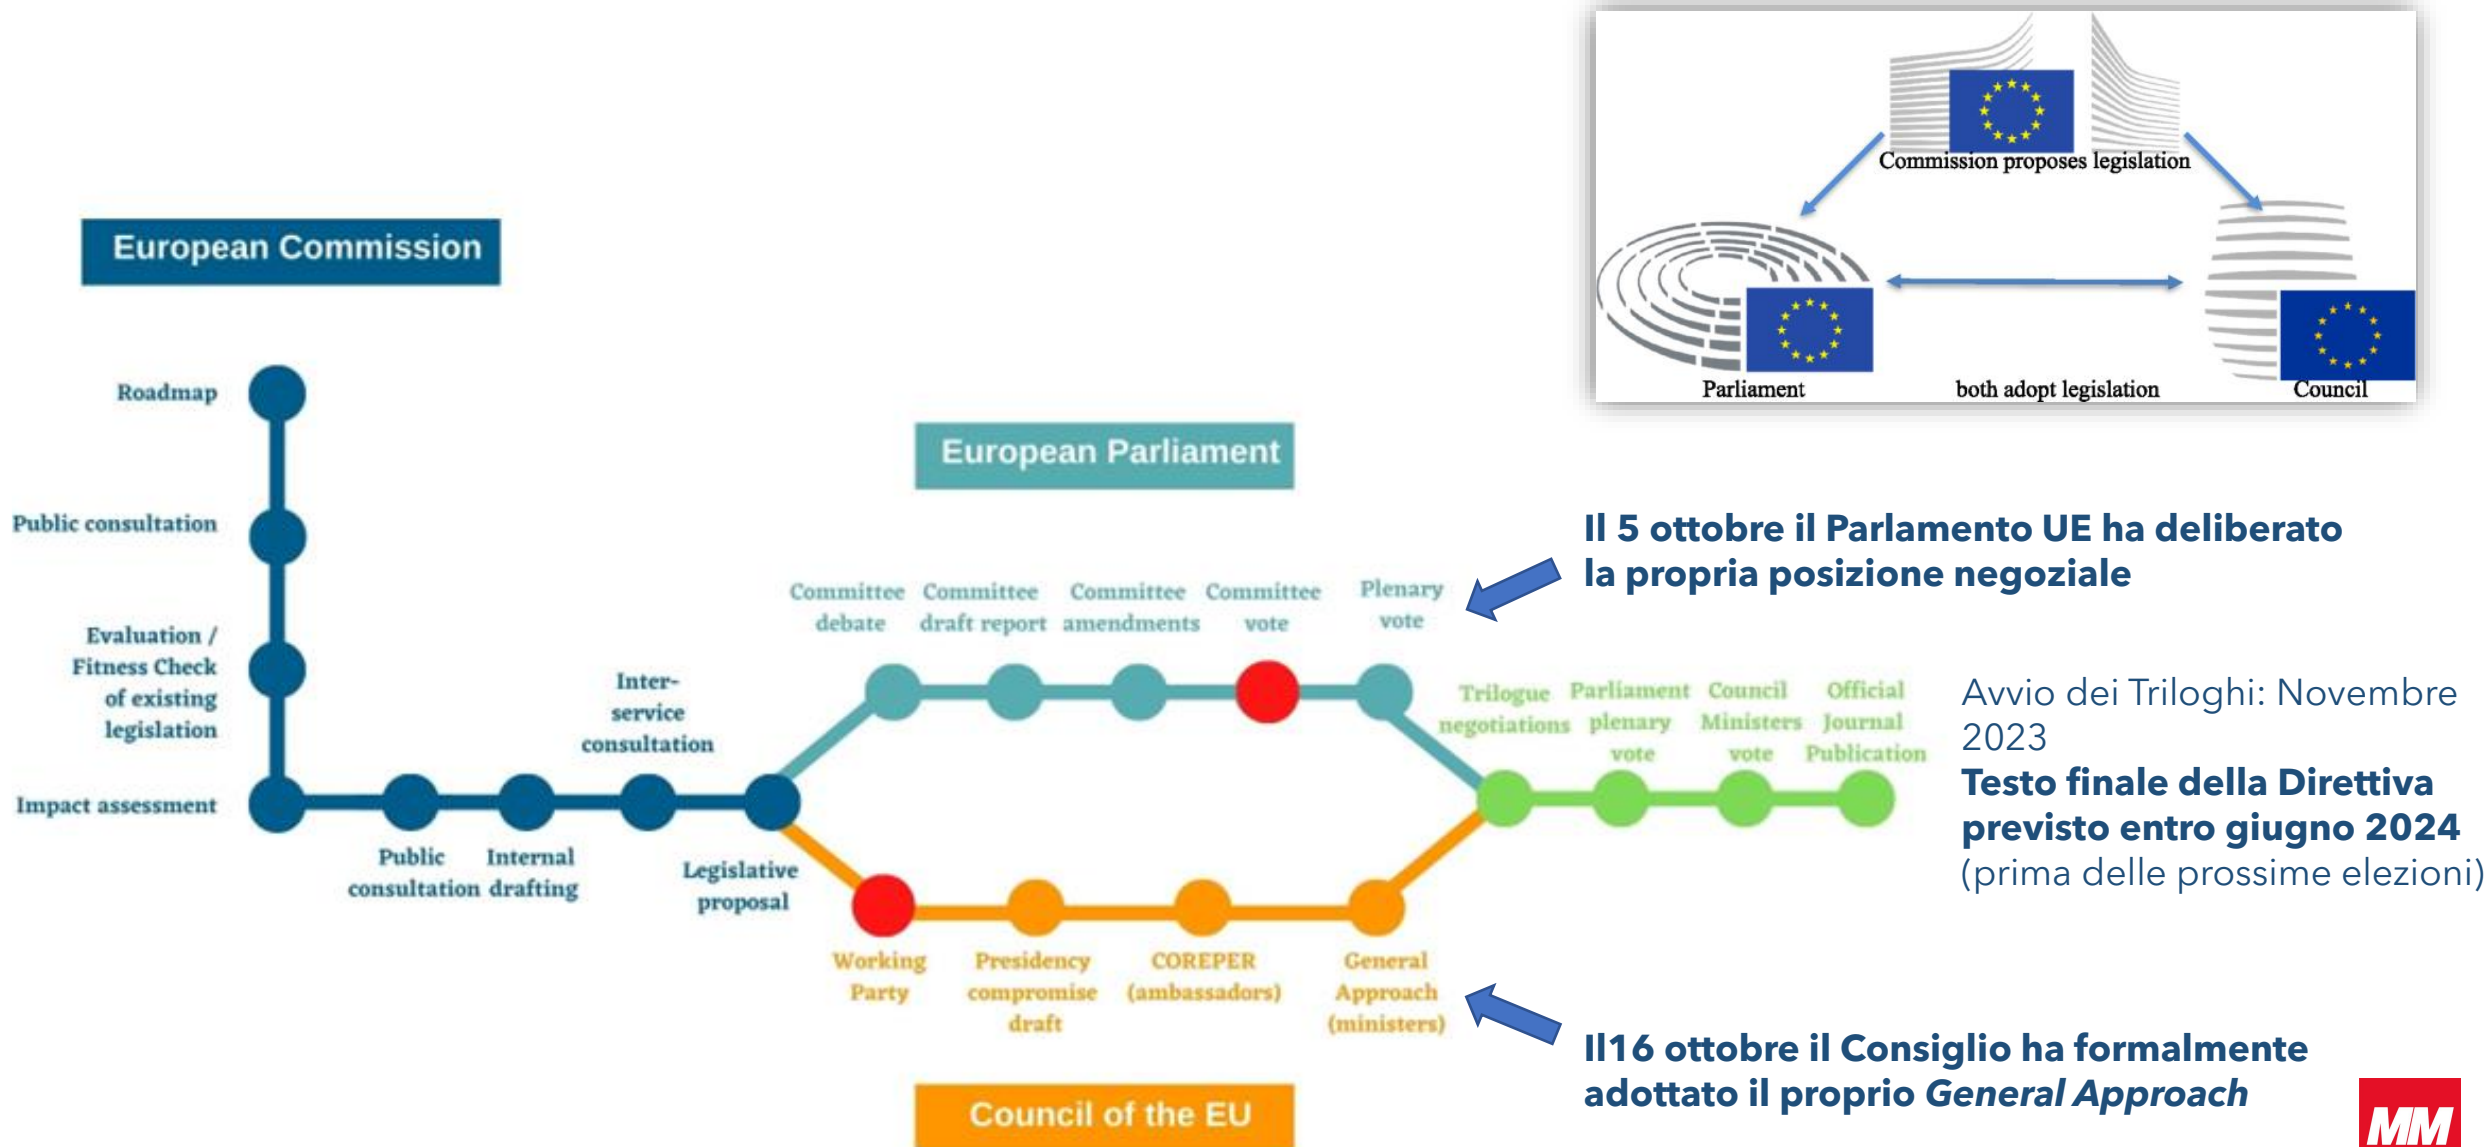 Commission proposes legislation
Parliament
both adopt legislation
Council
European Commission
Roadmap
Public consultation
Evaluation /
Fitness Check
of existing
legislation
Impact assessment
Public
consultation
Internal
drafting
Inter-
service
consultation
Legislative
proposal
European Parliament
Committee
debate
Committee
draft report
Committee
amendments
Committee
vote
Plenary
vote
Il 5 ottobre il Parlamento UE ha deliberato
la propria posizione negoziale
Trilogue
negotiations
Parliament
plenary
vote
Council
Ministers
vote
Official
Journal
Publication
Avvio dei Triloghi: Novembre
2023
Testo finale della Direttiva
previsto entro giugno 2024
(prima delle prossime elezioni)
Working
Party
Presidency
compromise
draft
COREPER
(ambassadors)
General
Approach
(ministers)
Il16 ottobre il Consiglio ha formalmente
adottato il proprio General Approach
Council of the EU
MM